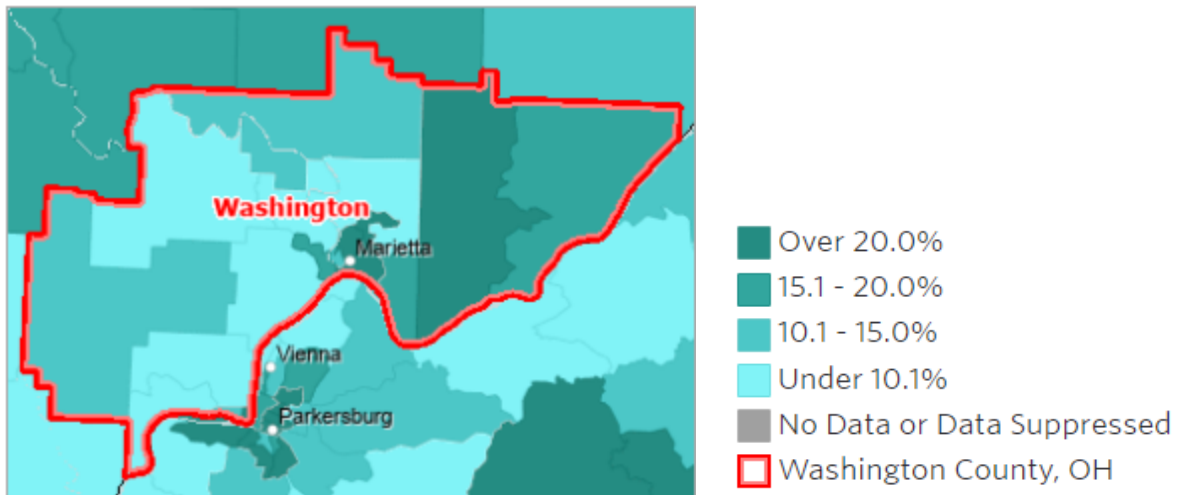 Washington
Marietta
Vienna
Parkersburg
Over 20.0%
15.1 - 20.0%
10.1 - 15.0%
Under 10.1%
No Data or Data Suppressed
Washington County, OH